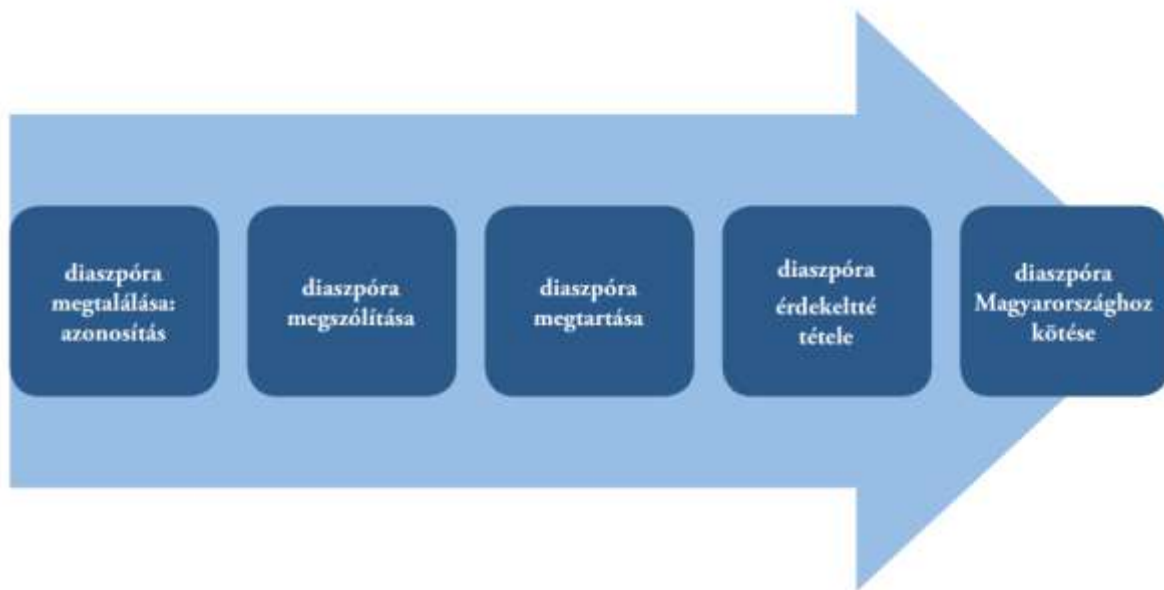 diaszpóra
megtalálása:
azonosítás
diaszpóra
megszólítása
diaszpóra
megtartása
diaszpóra
érdekeltté
tétele
diaszpóra
Magyarországhoz
kötése